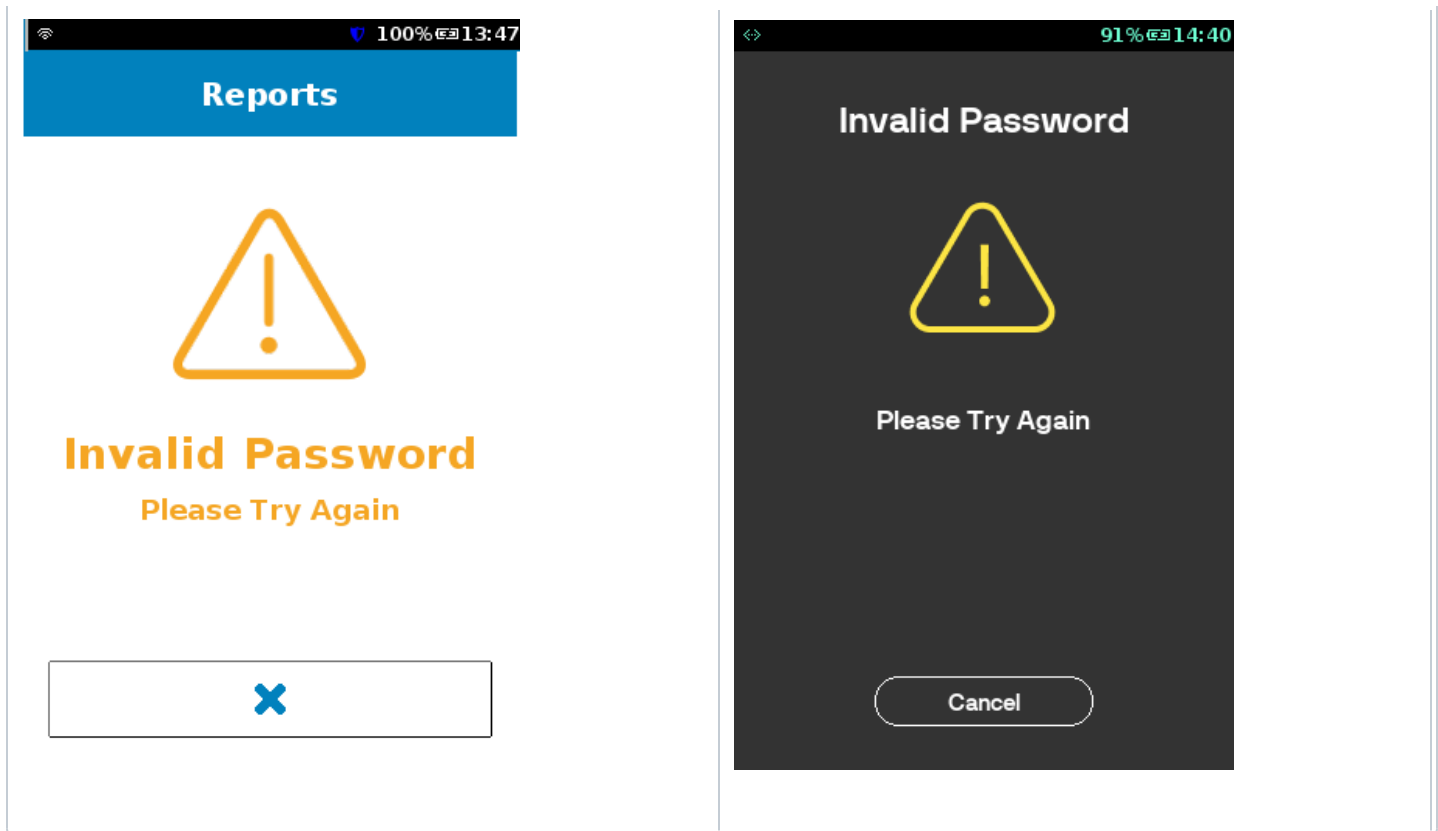 100% 13:47
Reports
Invalid Password
Please Try Again
91% 14:40
Invalid Password
Please Try Again
Cancel